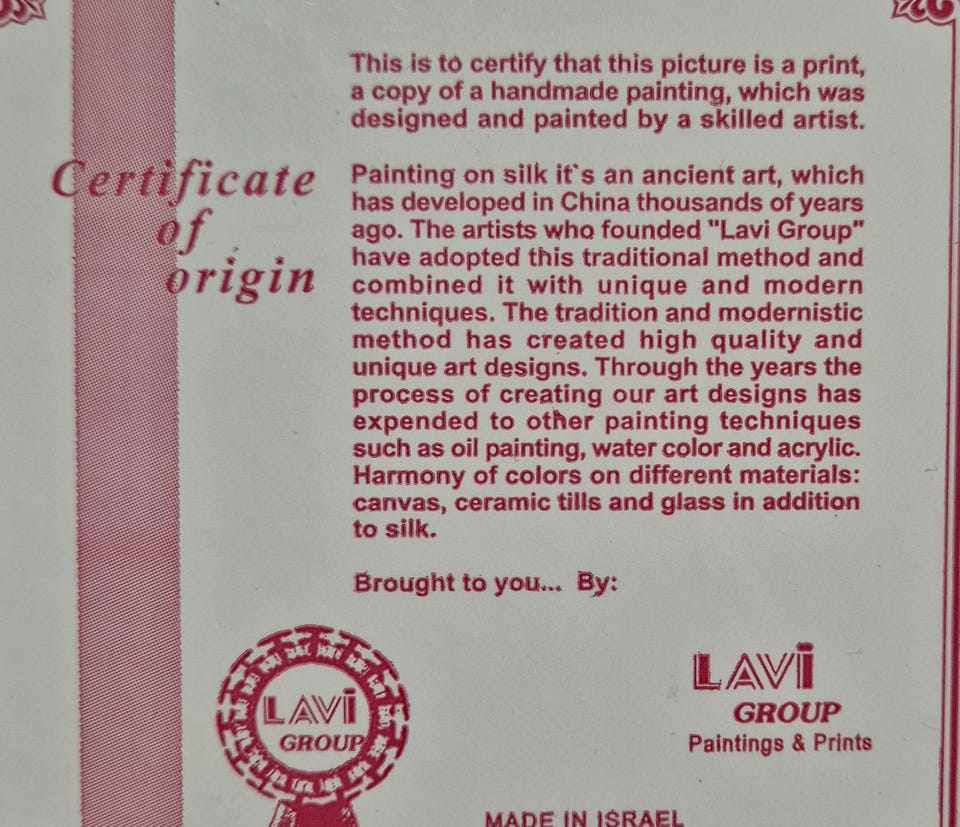 This is to certify that this picture is a print,
a copy of a handmade painting, which was
designed and painted by a skilled artist.
Certificate
of
origin
Painting on silk it`s an ancient art, which
has developed in China thousands of years
ago. The artists who founded "Lavi Group"
have adopted this traditional method and
combined it with unique and modern
techniques. The tradition and modernistic
method has created high quality and
unique art designs. Through the years the
process of creating our art designs has
expended to other painting techniques
such as oil painting, water color and acrylic.
Harmony of colors on different materials:
canvas, ceramic tills and glass in addition
to silk.
Brought to you... By:
LAVi
GROUP
LAVi
GROUP
Paintings & Prints
MADE IN ISRAEL